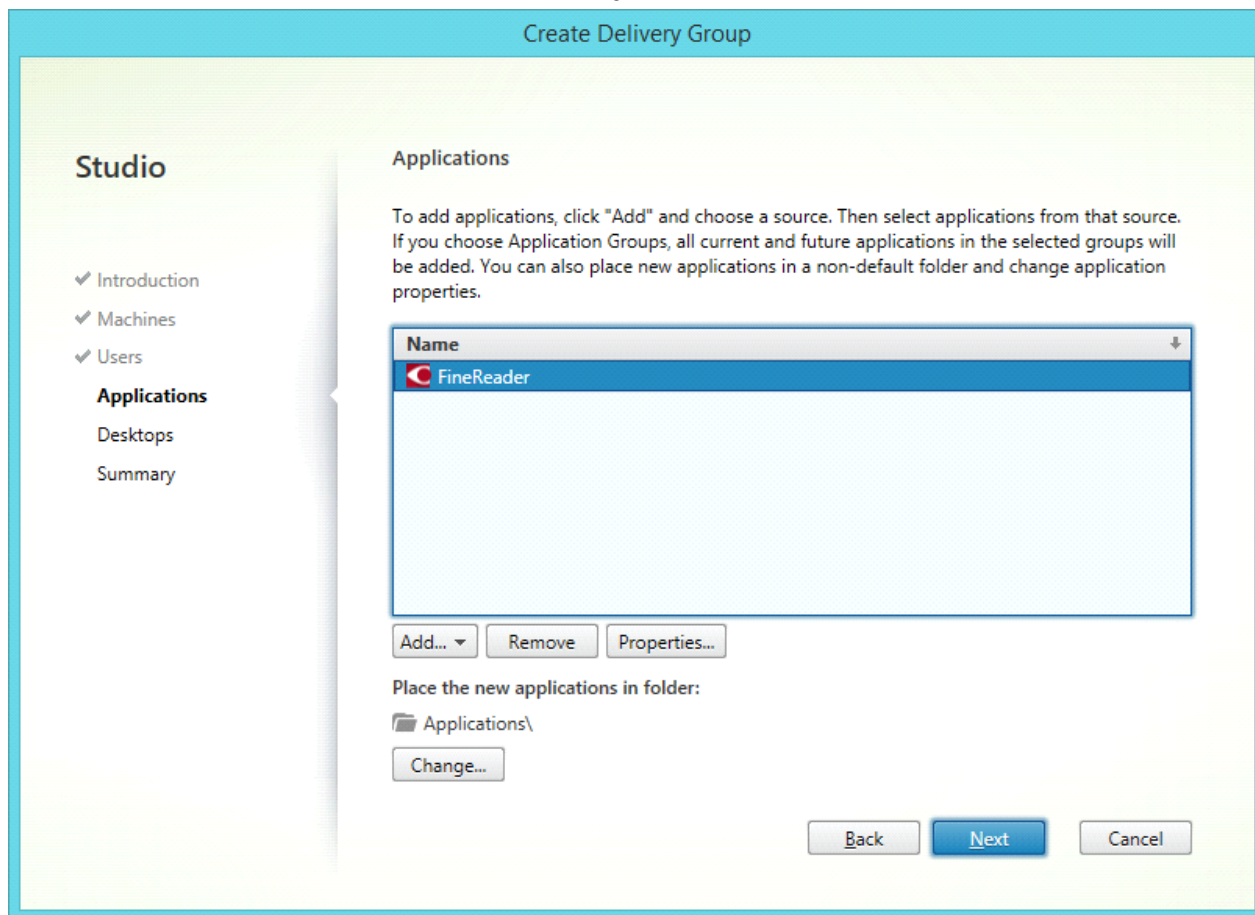 Create Delivery Group
Studio
Introduction
Machines
Users
Applications
Desktops
Summary
Applications
To add applications, click "Add" and choose a source. Then select applications from that source.
If you choose Application Groups, all current and future applications in the selected groups will
be added. You can also place new applications in a non-default folder and change application
properties.
Name
FineReader
Add...
Remove
Properties...
Place the new applications in folder:
Applications\
Change...
Back
Next
Cancel